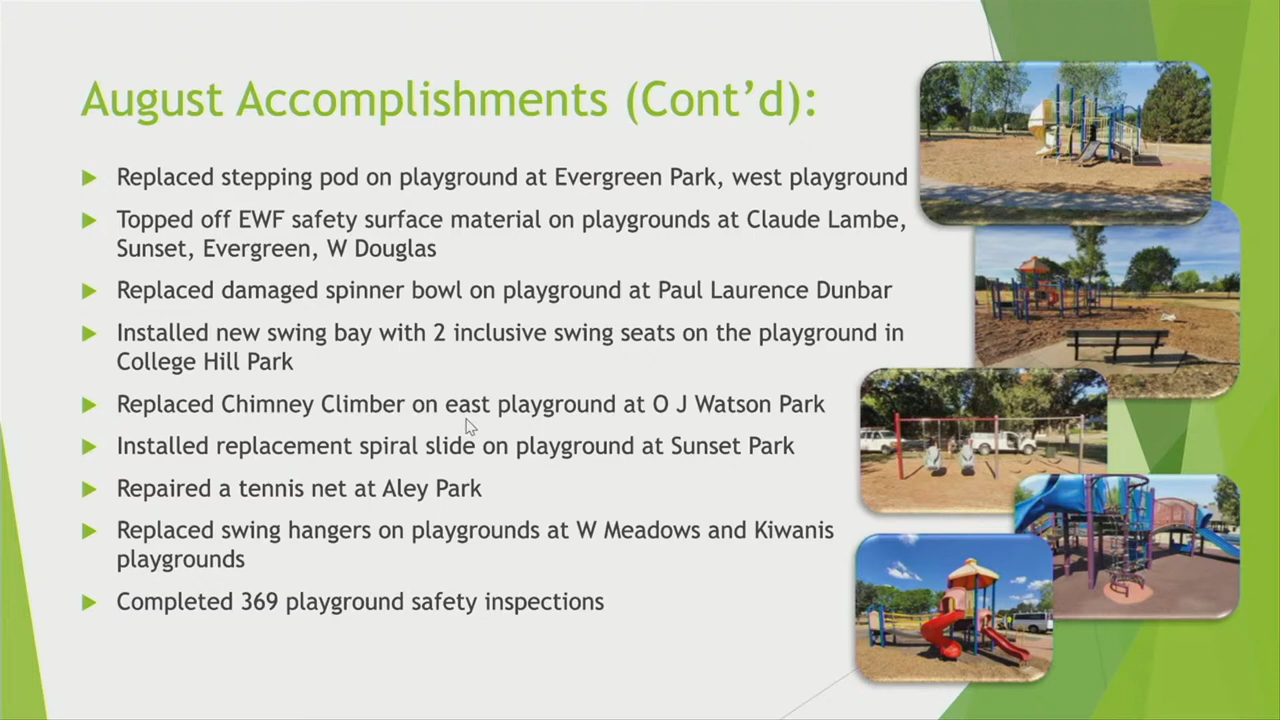 August Accomplishments (Cont'd):
Replaced stepping pod on playground at Evergreen Park, west playground
Topped off EWF safety surface material on playgrounds at Claude Lambe,
Sunset, Evergreen, W Douglas
Replaced damaged spinner bowl on playground at Paul Laurence Dunbar
Installed new swing bay with 2 inclusive swing seats on the playground in
College Hill Park
Replaced Chimney Climber on east playground at O J Watson Park
Installed replacement spiral slide on playground at Sunset Park
Repaired a tennis net at Aley Park
Replaced swing hangers on playgrounds at W Meadows and Kiwanis
playgrounds
Completed 369 playground safety inspections